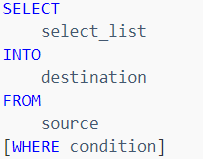 SELECT
    select_list
INTO
    destination
FROM
    source
[WHERE condition]